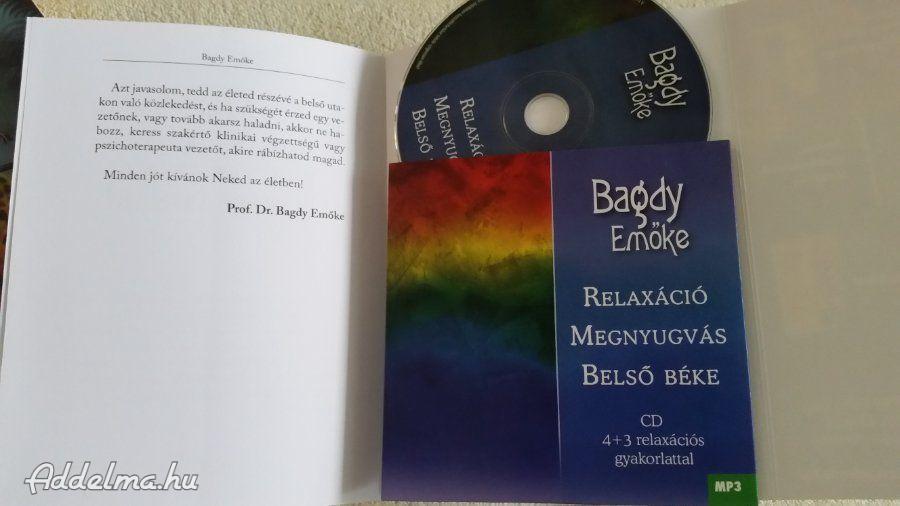 Bagdy Emőke
Azt javasolom, tedd az életed részévé a belső uta-
kon való közlekedést, és ha szükségét érzed egy ve-
zetőnek, vagy tovább akarsz haladni, akkor ne ha-
bozz, keress szakértő klinikai végzettségű vagy
pszichoterapeuta vezetőt, akire rábízhatod magad.
Minden jót kívánok Neked az életben!
Prof. Dr. Bagdy Emőke
Bagdy
Emőke
Bagdy
Emőke
Relaxáció
Megnyugvás
Belső béke
CD
4+3 relaxációs
gyakorlattal
MP3
Addelma.hu